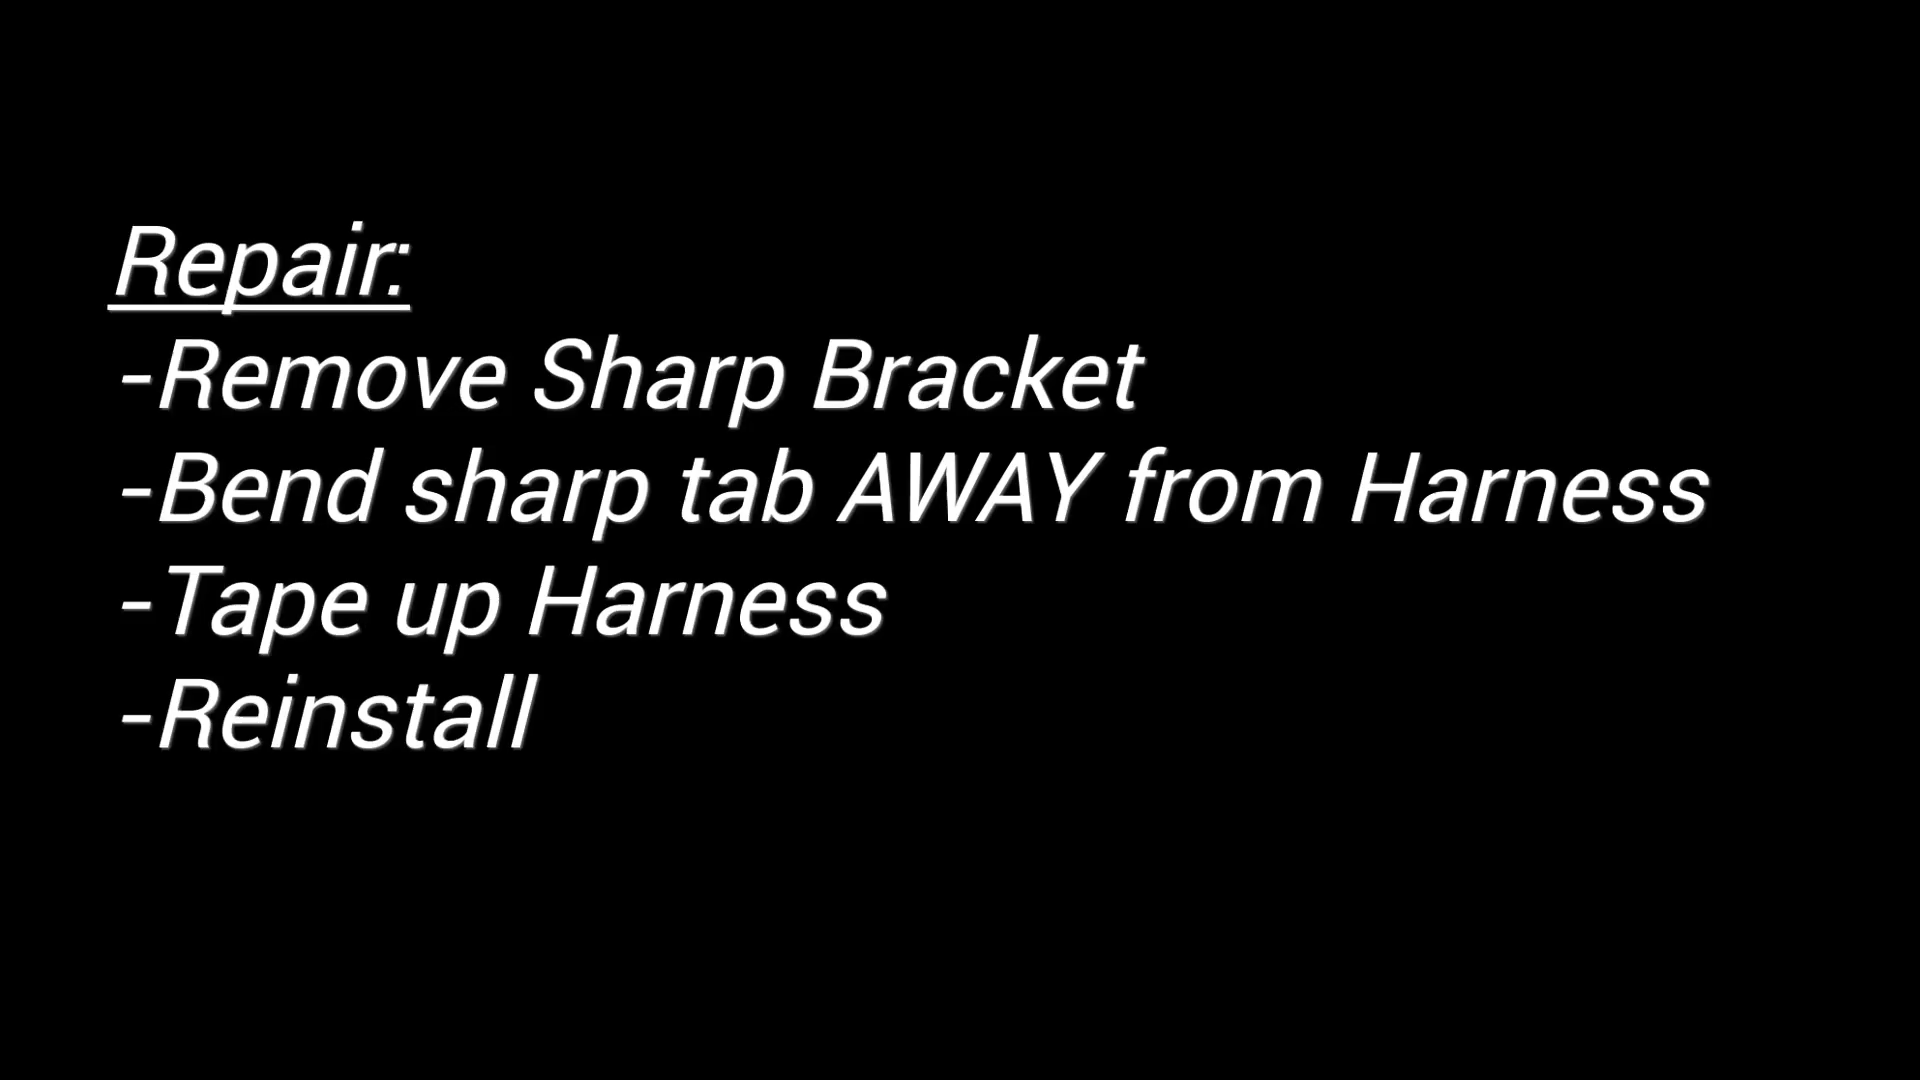 Repair:
-Remove Sharp Bracket
-Bend sharp tab AWAY from Harness
-Tape up Harness
-Reinstall